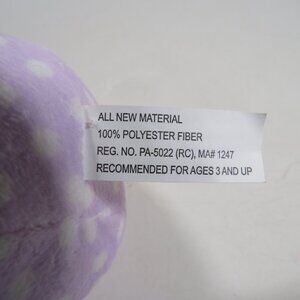 ALL NEW MATERIAL
100% POLYESTER FIBER
REG. NO. PA-5022 (RC), MA# 1247
RECOMMENDED FOR AGES 3 AND UP